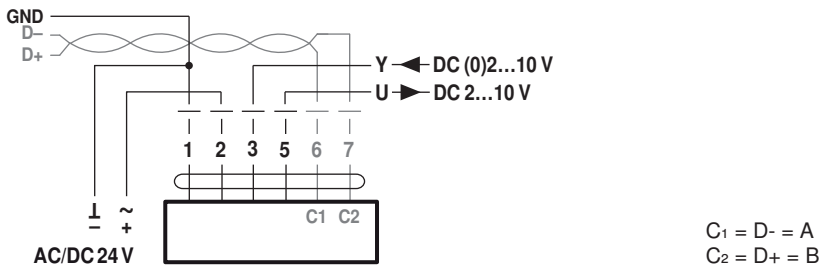 GND
D–
D+
Y DC (0)2…10 V
U DC 2…10 V
1 2 3 5 6 7
C1 C2
⊥ ~
– +
AC/DC 24 V
C₁ = D- = A
C₂ = D+ = B